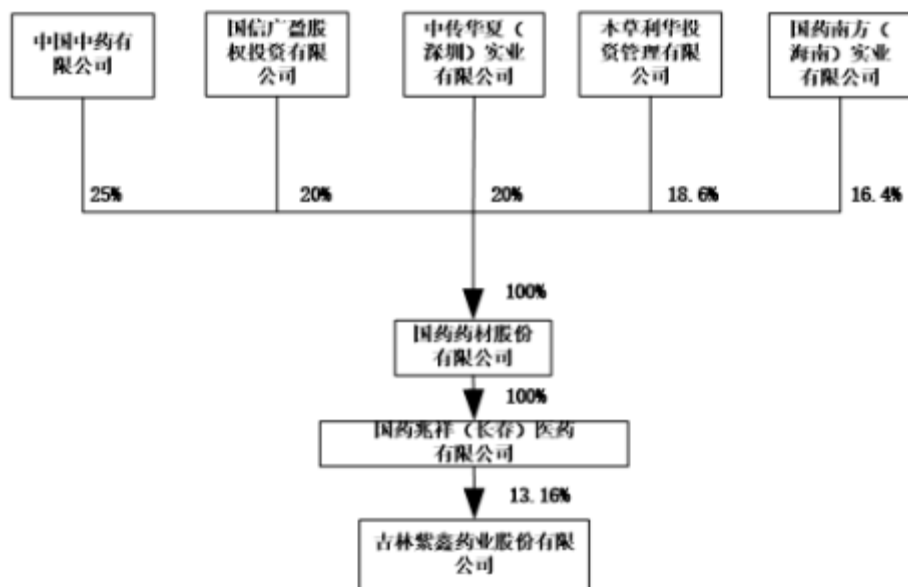 中国中药有
限公司
国信广盈股
权投资有限
公司
中传华夏（
深圳）实业
有限公司
本草利华投
资管理有限
公司
国药南方（
海南）实业
有限公司
25%
20%
20%
18.6%
16.4%
100%
国药药材股份
有限公司
100%
国药兆祥（长春）医药
有限公司
13.16%
吉林紫鑫药业股份有限
公司